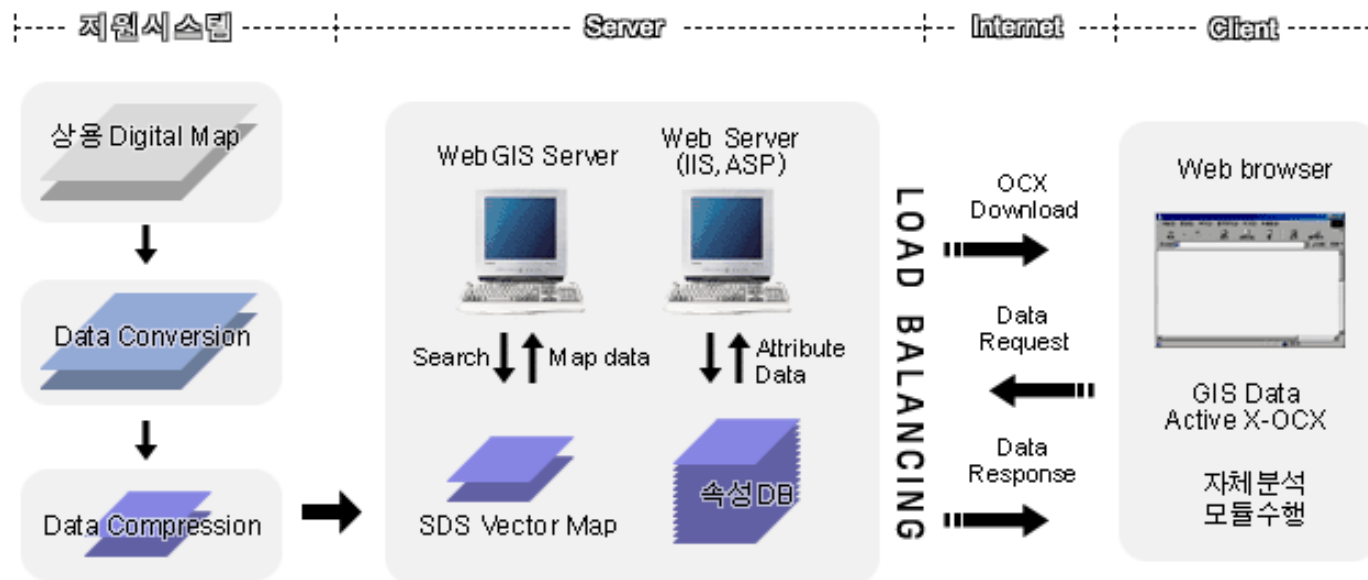 지원시스템
Server
Internet
Client
상용 Digital Map
Data Conversion
Data Compression
WebGIS Server
Web Server
(IIS, ASP)
Search
Map data
Attribute
Data
SDS Vector Map
속성DB
LOAD BALANCING
OCX
Download
Data
Request
Data
Response
Web browser
GIS Data
Active X-OCX
자체분석
모듈수행